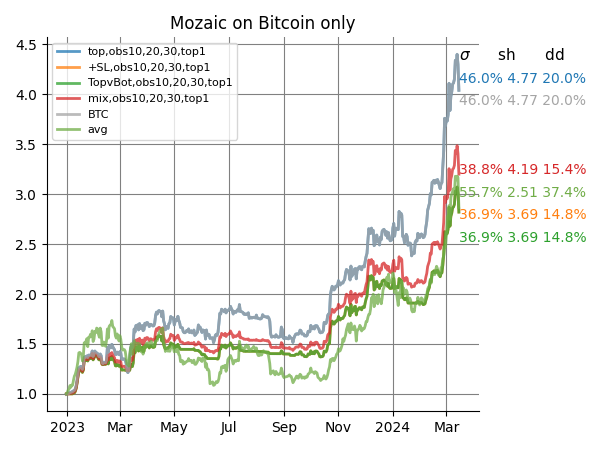 Mozaic on Bitcoin only
4.5
4.0
3.5
3.0
2.5
2.0
1.5
1.0
top,obs10,20,30,top1
+SL,obs10,20,30,top1
TopvBot,obs10,20,30,top1
mix,obs10,20,30,top1
BTC
avg
σ sh dd
46.0% 4.77 20.0%
46.0% 4.77 20.0%
38.8% 4.19 15.4%
55.7% 2.51 37.4%
36.9% 3.69 14.8%
36.9% 3.69 14.8%
2023 Mar May Jul Sep Nov 2024 Mar